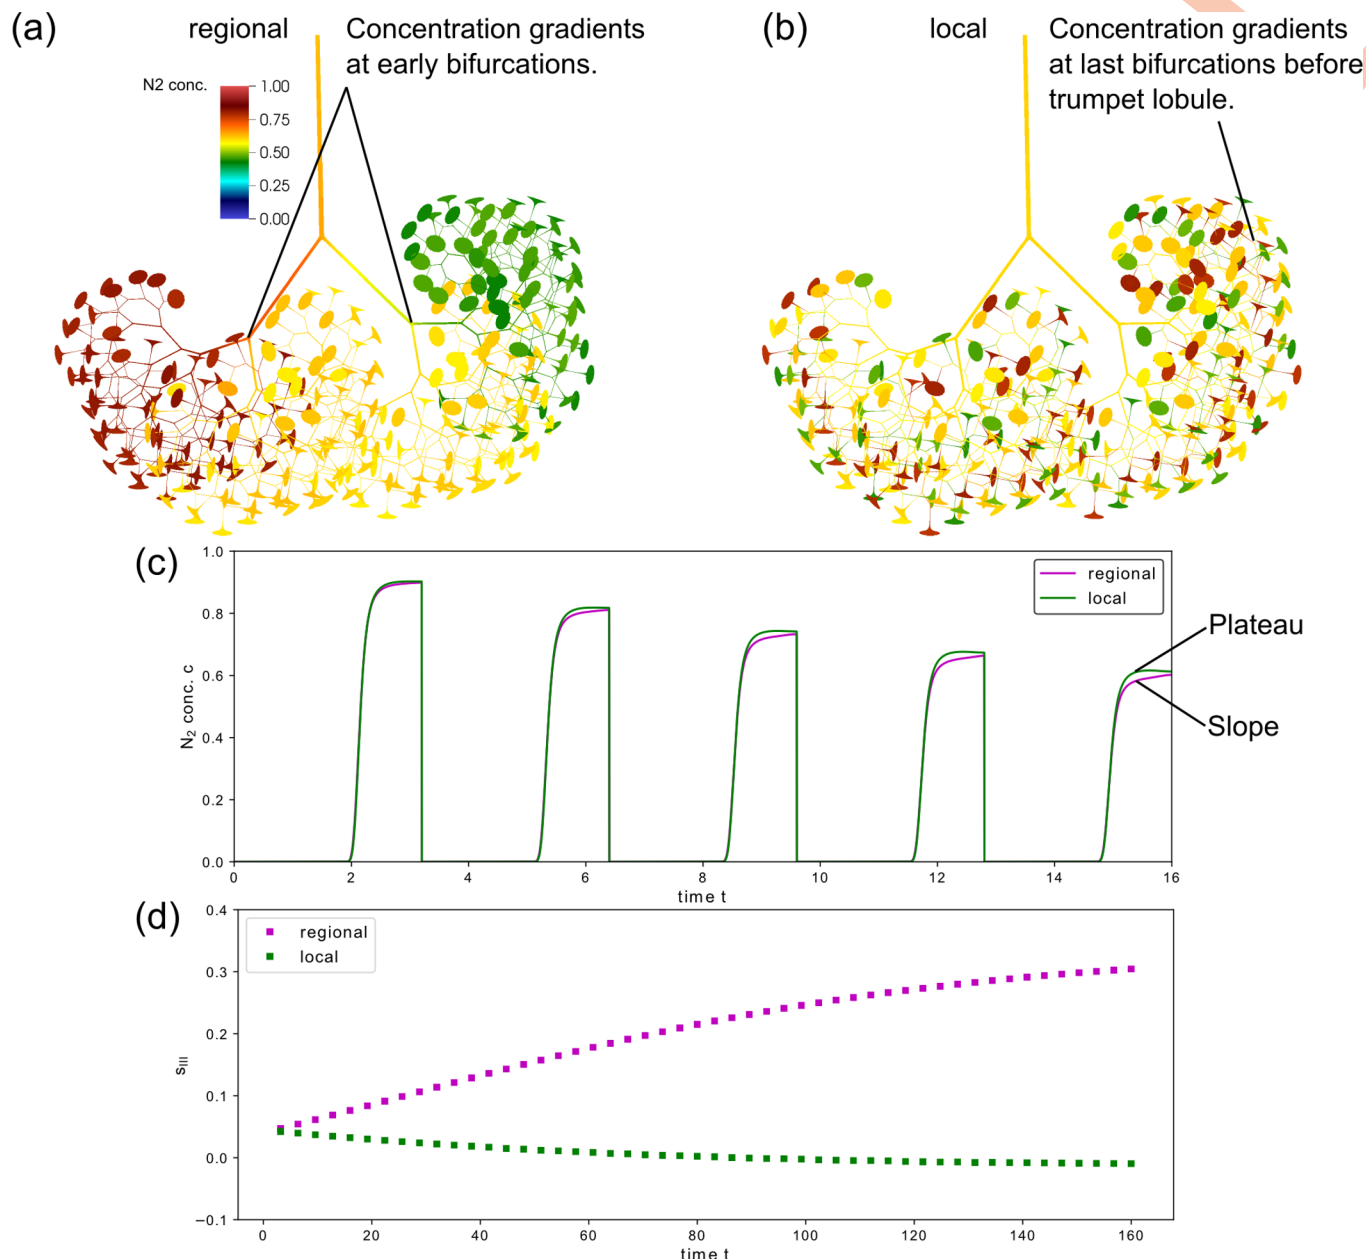 (a)
regional
Concentration gradients
at early bifurcations.
N2 conc.
1.00
0.75
0.50
0.25
0.00
(b)
local
Concentration gradients
at last bifurcations before
trumpet lobule.
(c)
1.0
0.8
0.6
0.4
0.2
0.0
N₂ conc. c
0 2 4 6 8 10 12 14 16
time t
regional
local
Plateau
Slope
(d)
0.4
0.3
0.2
0.1
0.0
−0.1
sIII
0 20 40 60 80 100 120 140 160
time t
regional
local